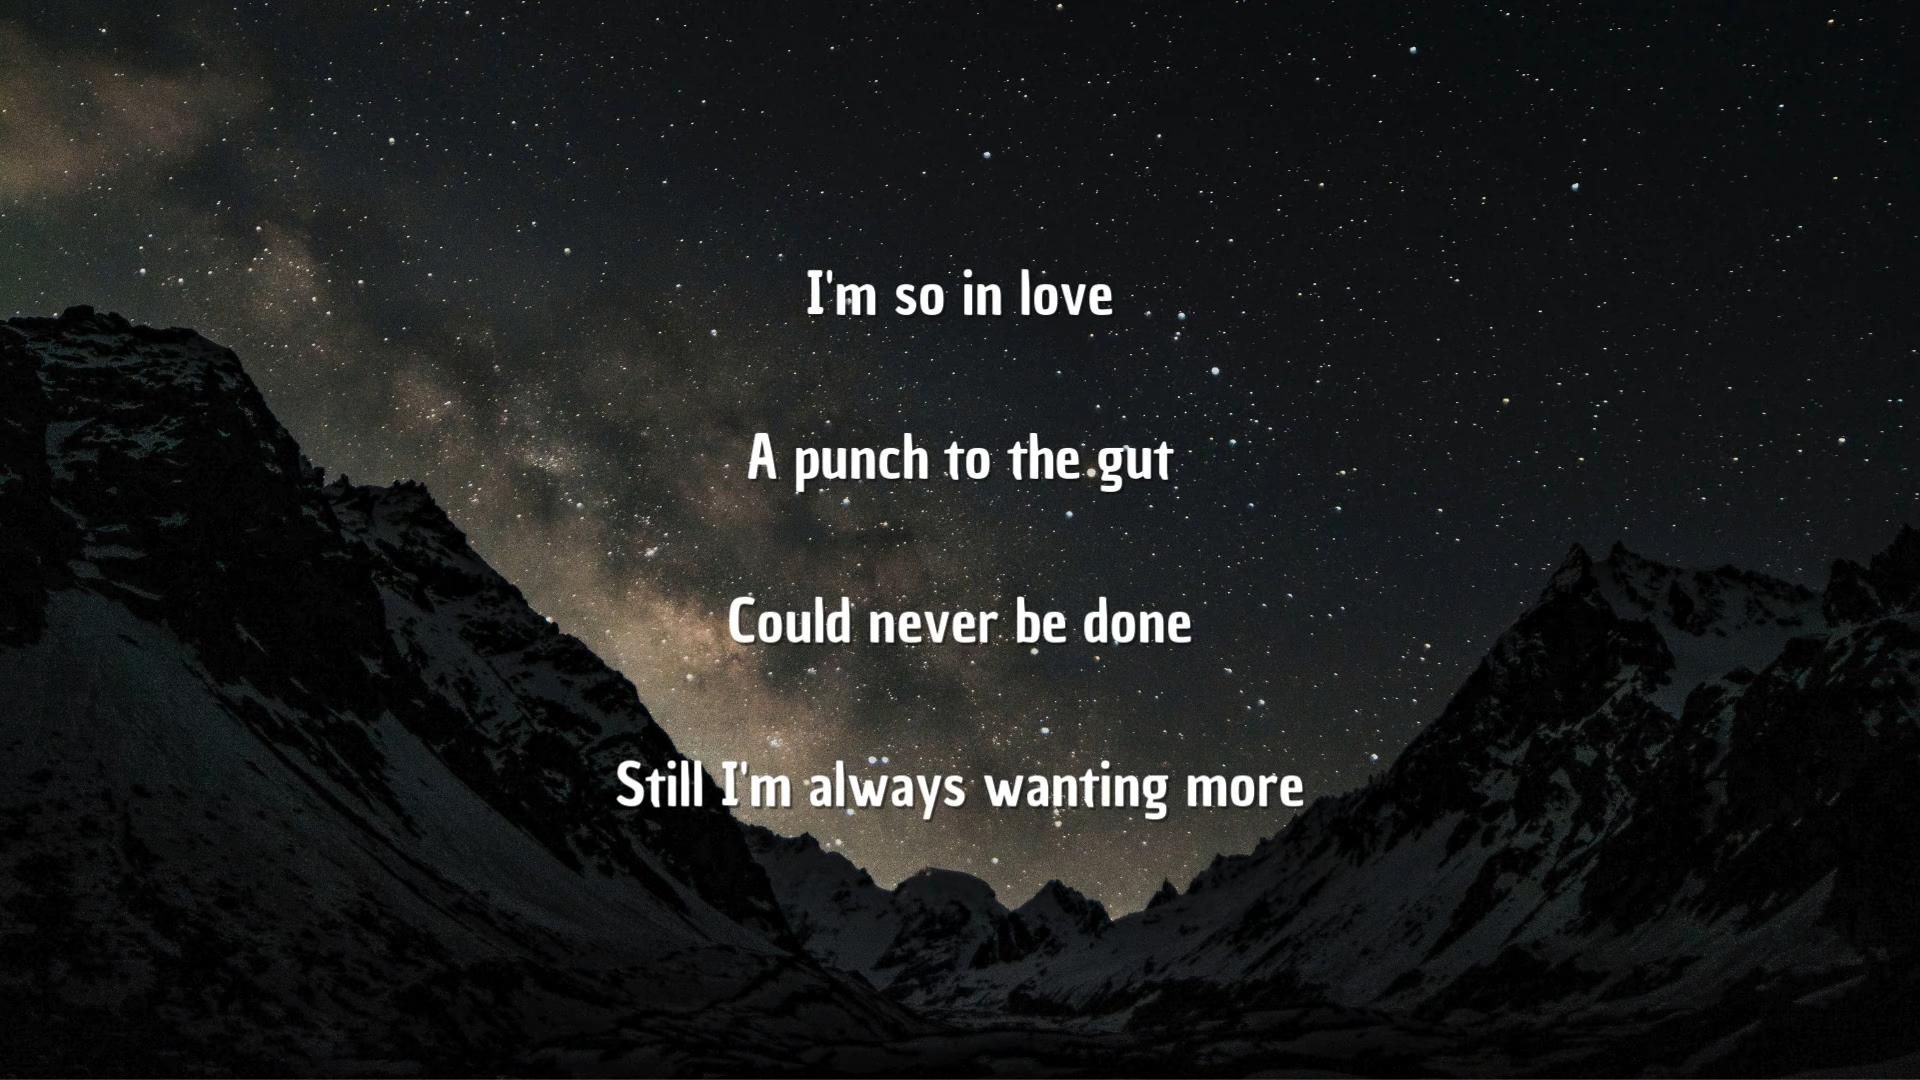 I'm so in love
A punch to the gut
Could never be done
Still I'm always wanting more